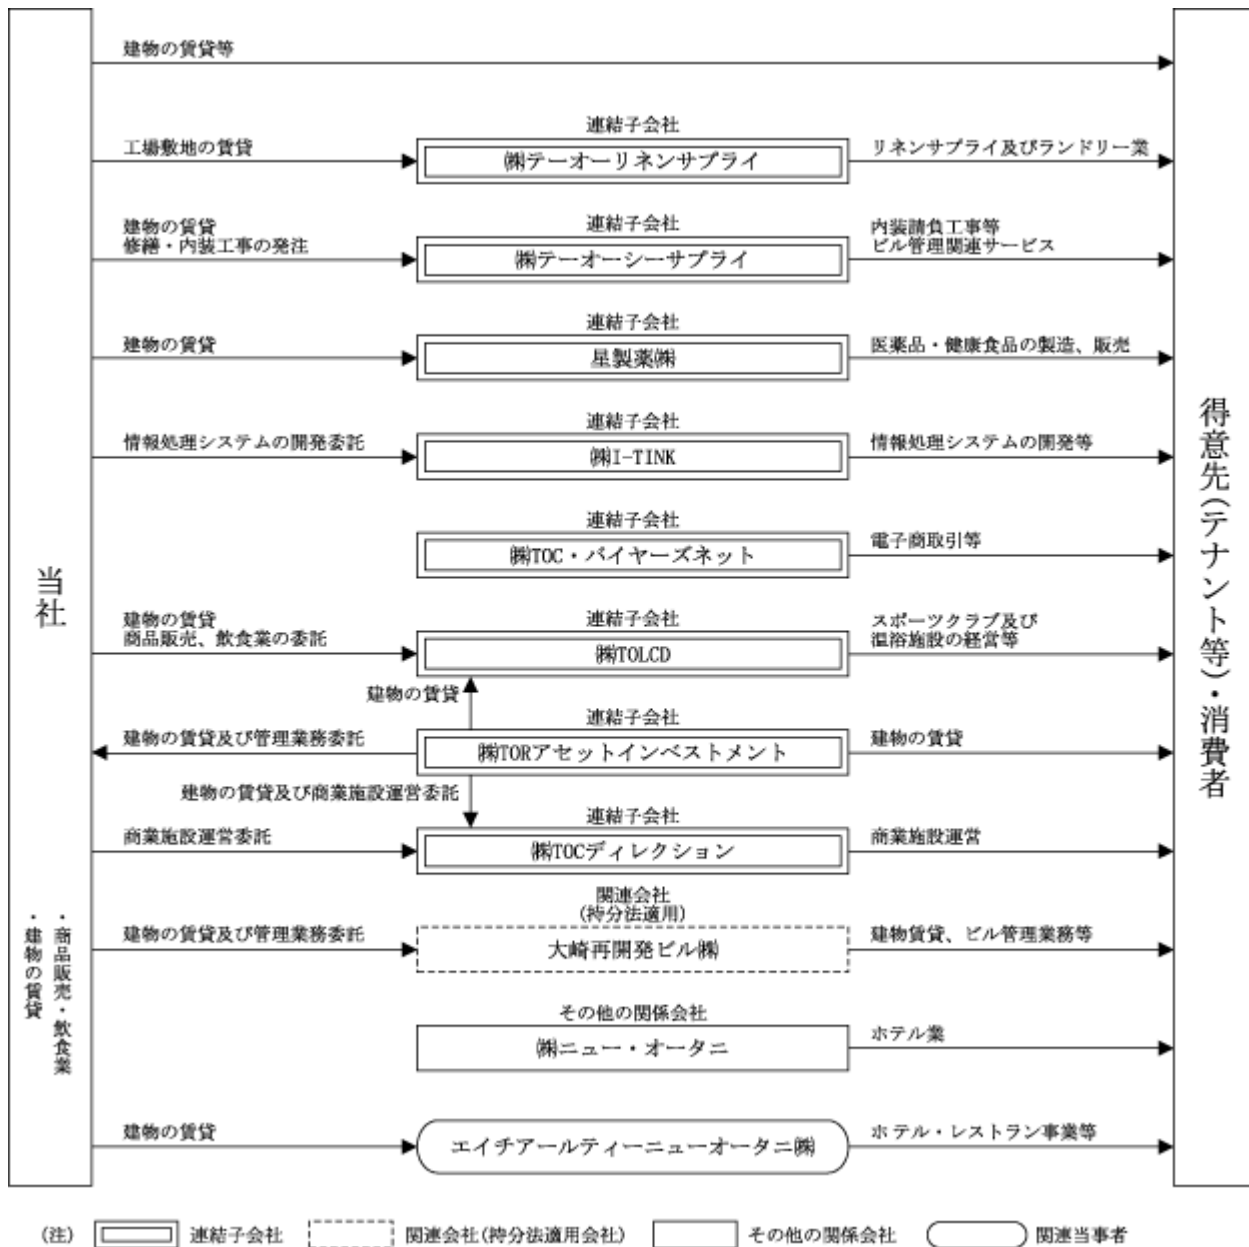 建物の賃貸等
連結子会社
工場敷地の賃貸
㈱テーオーリネンサプライ
リネンサプライ及びランドリー業
連結子会社
建物の賃貸
修繕・内装工事の発注
㈱テーオーシーサプライ
内装請負工事等
ビル管理関連サービス
連結子会社
建物の賃貸
星製薬㈱
医薬品・健康食品の製造、販売
連結子会社
情報処理システムの開発委託
㈱I-TINK
情報処理システムの開発等
連結子会社
㈱TOC・バイヤーズネット
電子商取引等
当社
連結子会社
建物の賃貸
商品販売、飲食業の委託
㈱TOLCD
スポーツクラブ及び
温浴施設の経営等
得意先(テナント等)・消費者
建物の賃貸
連結子会社
建物の賃貸及び管理業務委託
㈱TORアセットインベストメント
建物の賃貸
建物の賃貸及び商業施設運営委託
連結子会社
商業施設運営委託
㈱TOCディレクション
商業施設運営
・商品販売・飲食業
・建物の賃貸
関連会社
(持分法適用)
建物の賃貸及び管理業務委託
大崎再開発ビル㈱
建物賃貸、ビル管理業務等
その他の関係会社
㈱ニュー・オータニ
ホテル業
建物の賃貸
エイチアールティーニューオータニ㈱
ホテル・レストラン事業等
(注) 連結子会社 関連会社(持分法適用会社) その他の関係会社 関連当事者